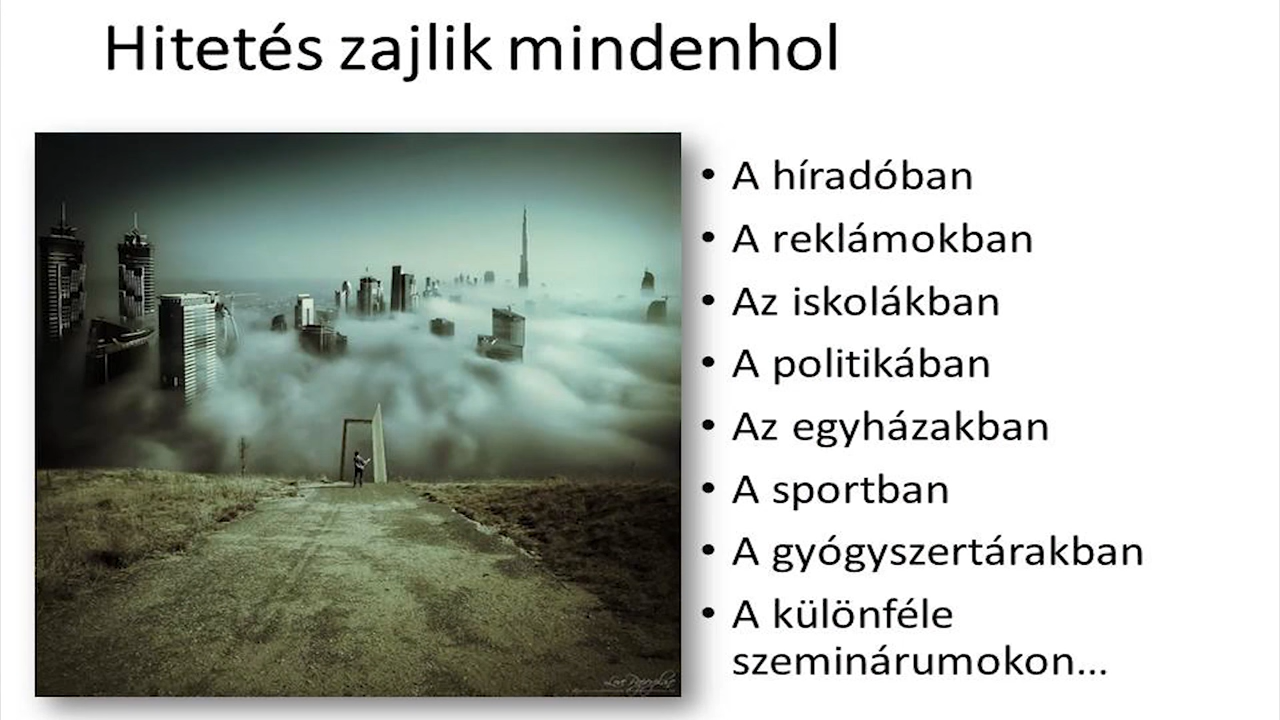 Hitetés zajlik mindenhol
• A híradóban
• A reklámokban
• Az iskolákban
• A politikában
• Az egyházakban
• A sportban
• A gyógyszertárakban
• A különféle
szeminárumokon...